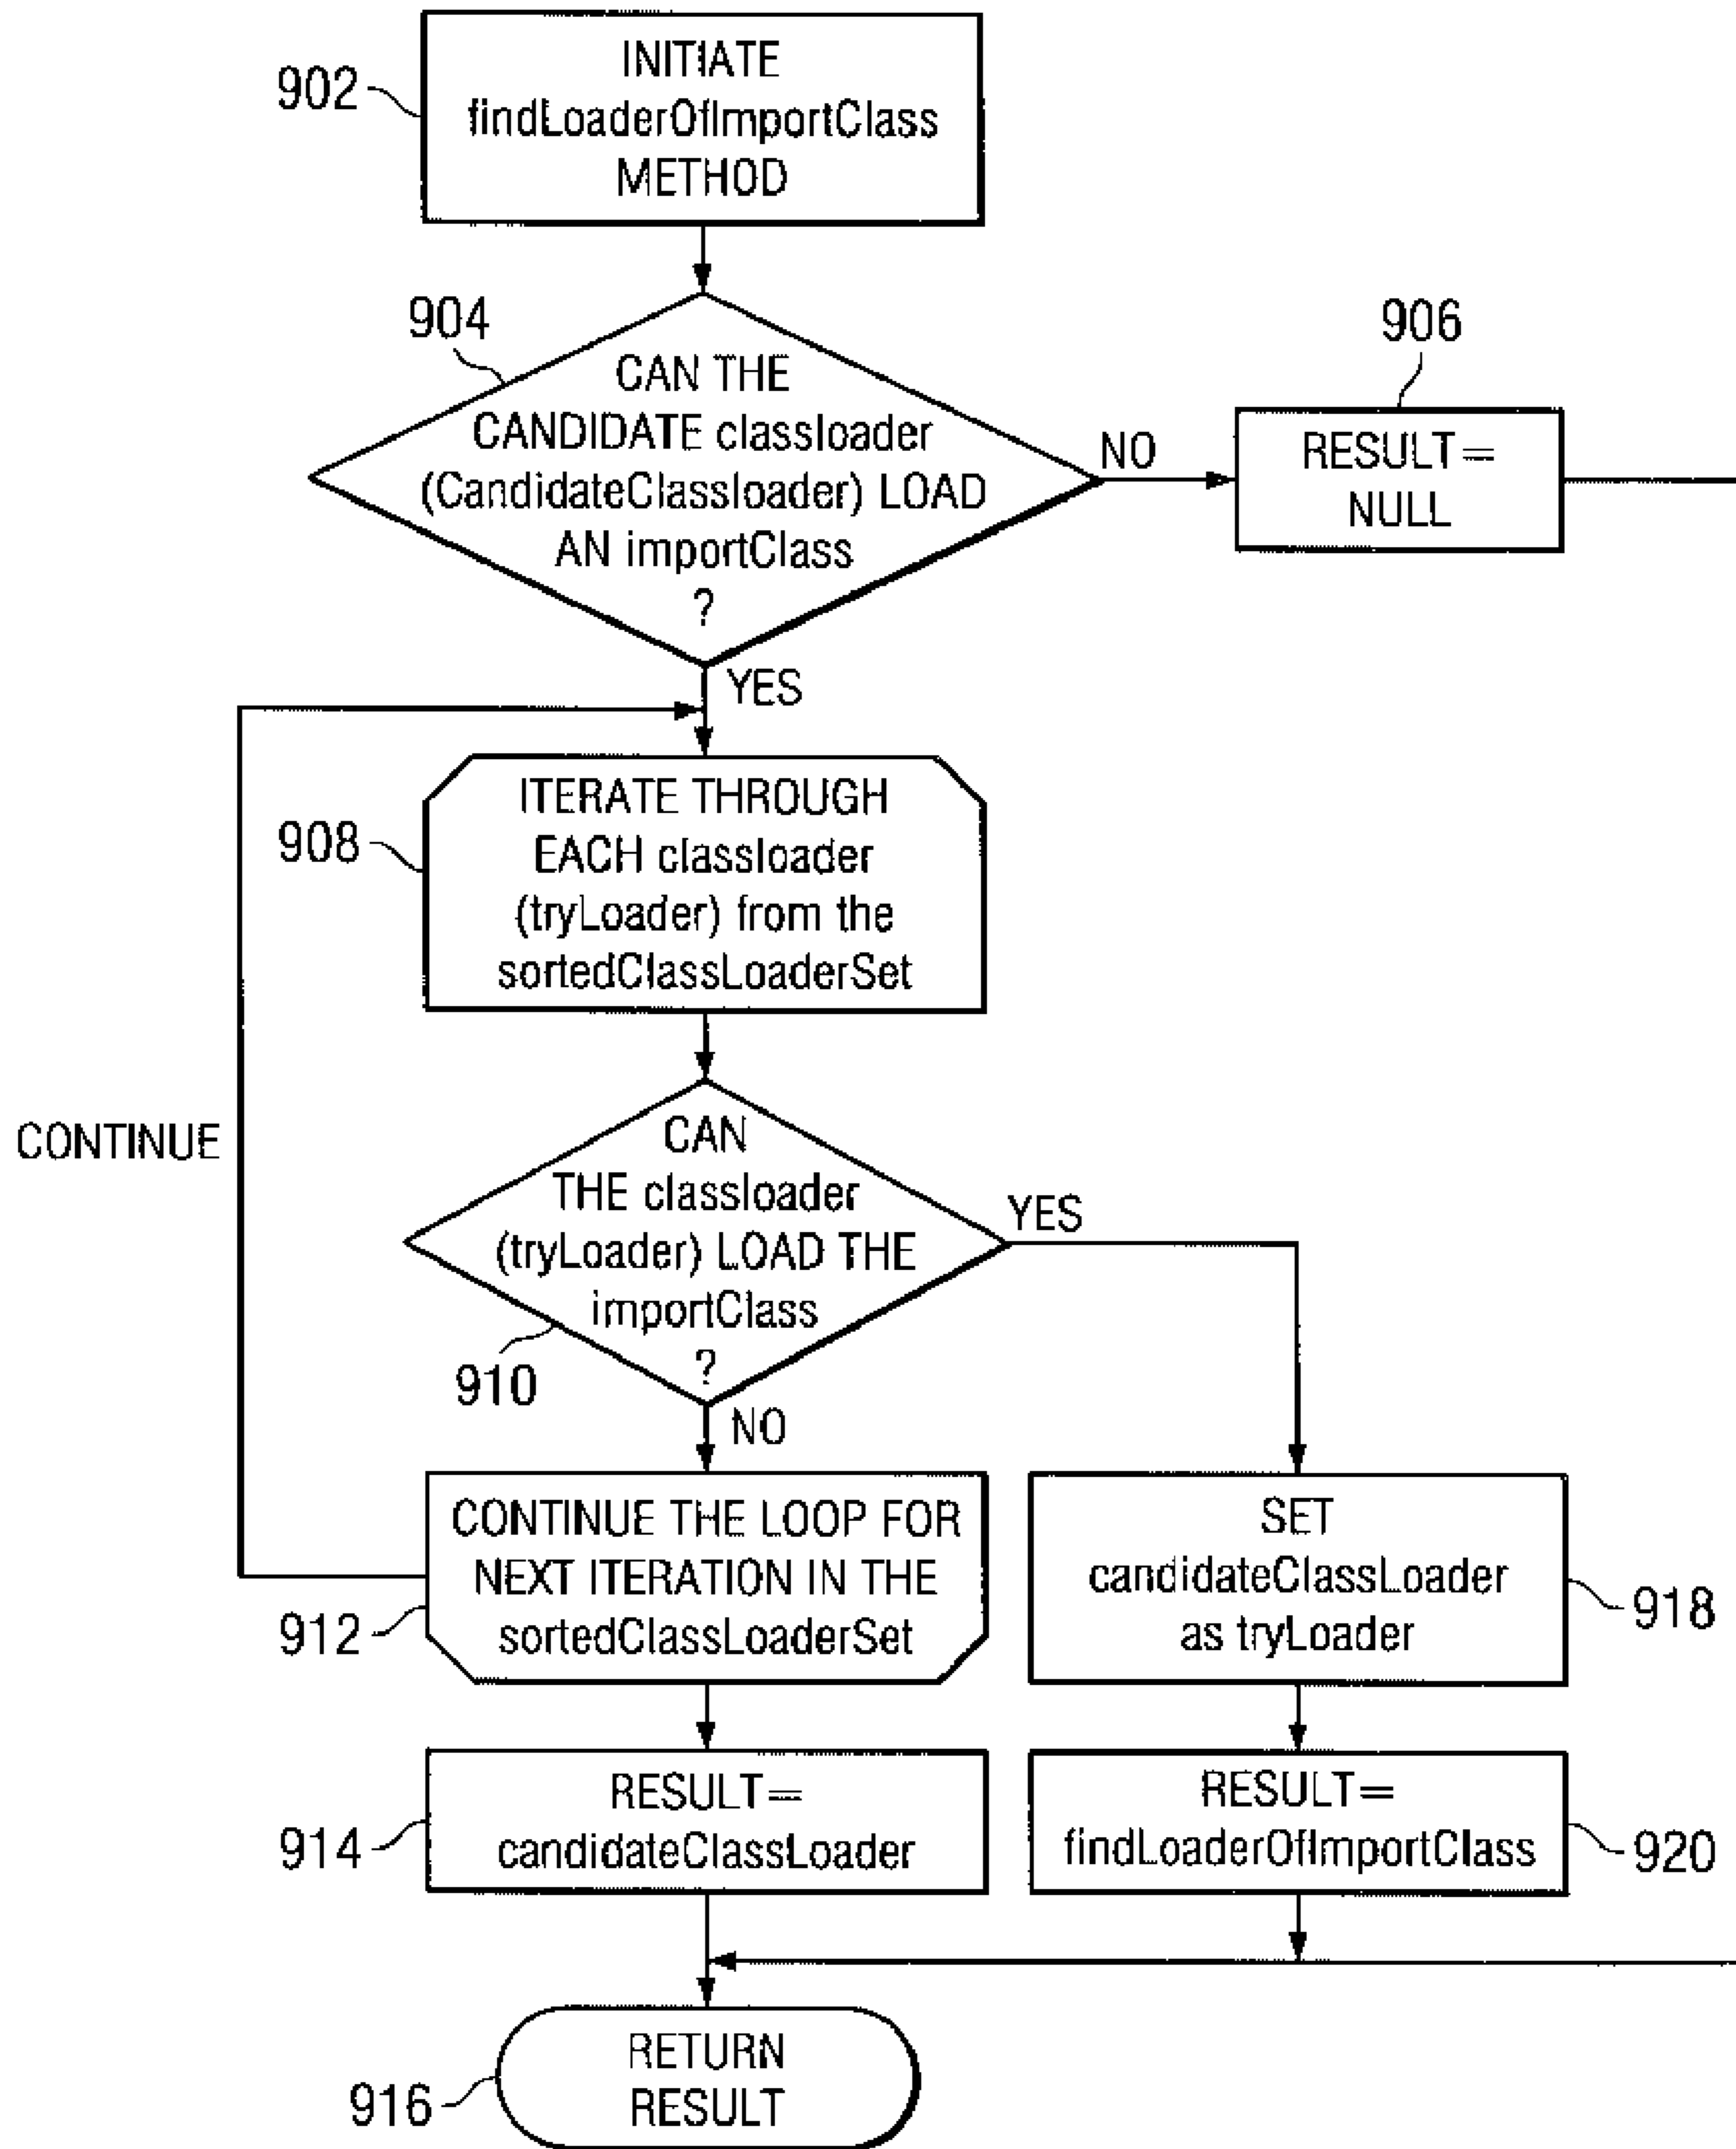 902
INITIATE
findLoaderOfImportClass
METHOD
904
CAN THE
CANDIDATE classloader
(CandidateClassloader) LOAD
AN importClass
?
NO
906
RESULT=
NULL
YES
908
ITERATE THROUGH
EACH classloader
(tryLoader) from the
sortedClassLoaderSet
CONTINUE
CAN
THE classloader
(tryLoader) LOAD THE
importClass
?
910
YES
NO
912
CONTINUE THE LOOP FOR
NEXT ITERATION IN THE
sortedClassLoaderSet
SET
candidateClassLoader
as tryLoader
918
914
RESULT=
candidateClassLoader
RESULT=
findLoaderOfImportClass
920
916
RETURN
RESULT